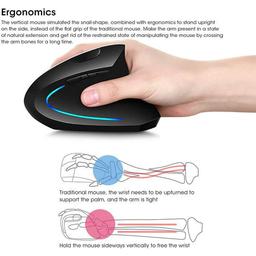 Ergonomics
The vertical mouse simulated the snail-shape, combined with ergonomics to stand upright
on the side, instead of the flat grip of the traditional mouse. Make the arm present in a state
of natural extension and get rid of the restrained state of manipulating the mouse by crossing
the arm bones for a long time.
Traditional mouse, the wrist needs to be upturned to
support the palm, and the arm is tight
Hold the mouse sideways vertically to free the wrist